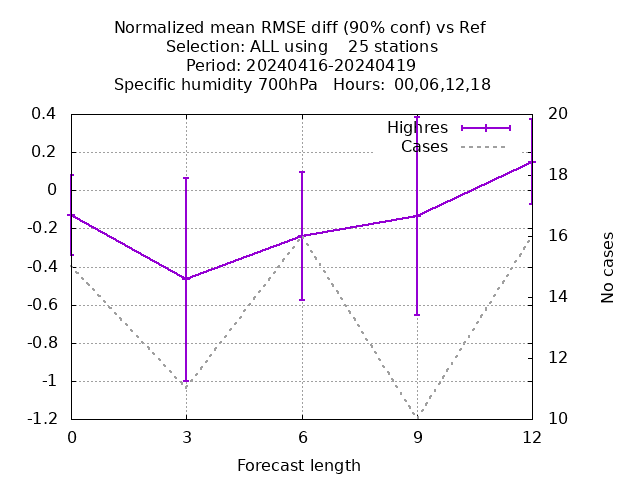 Normalized mean RMSE diff (90% conf) vs Ref
Selection: ALL using    25 stations
Period: 20240416-20240419
Specific humidity 700hPa   Hours:  00,06,12,18
Highres
Cases
0.4
0.2
0
-0.2
-0.4
-0.6
-0.8
-1
-1.2
20
18
16
14
12
10
No cases
0 3 6 9 12
Forecast length